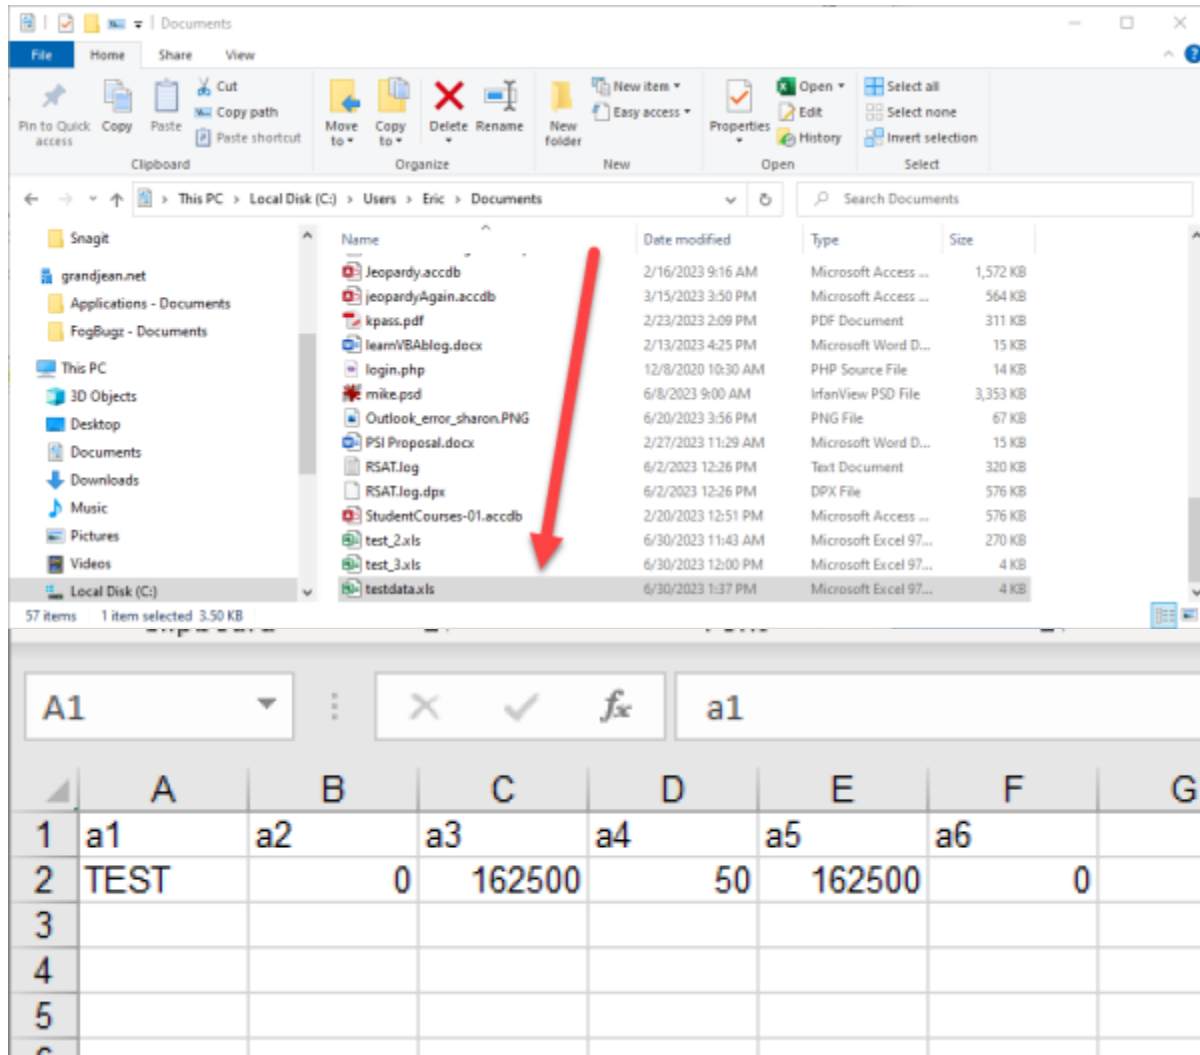 Documents
File Home Share View
Pin to Quick access
Copy
Paste
Cut
Copy path
Paste shortcut
Clipboard
Move to
Copy to
Delete
Rename
Organize
New folder
New item
Easy access
New
Properties
Open
Edit
History
Open
Select all
Select none
Invert selection
Select
This PC > Local Disk (C:) > Users > Eric > Documents
Search Documents
Snagit
grandjean.net
Applications - Documents
FogBugz - Documents
This PC
3D Objects
Desktop
Documents
Downloads
Music
Pictures
Videos
Local Disk (C:)
Name Date modified Type Size
Jeopardy.accdb 2/16/2023 9:16 AM Microsoft Access ... 1,572 KB
jeopardyAgain.accdb 3/15/2023 3:50 PM Microsoft Access ... 564 KB
kpass.pdf 2/23/2023 2:09 PM PDF Document 311 KB
learnVBAblog.docx 2/13/2023 4:25 PM Microsoft Word D... 15 KB
login.php 12/8/2020 10:30 AM PHP Source File 14 KB
mike.psd 6/8/2023 9:00 AM IrfanView PSD File 3,353 KB
Outlook_error_sharon.PNG 6/20/2023 3:56 PM PNG File 67 KB
PSI Proposal.docx 2/27/2023 11:29 AM Microsoft Word D... 15 KB
RSAT.log 6/2/2023 12:26 PM Text Document 320 KB
RSAT.log.dpx 6/2/2023 12:26 PM DPX File 576 KB
StudentCourses-01.accdb 2/20/2023 12:51 PM Microsoft Access ... 576 KB
test_2.xls 6/30/2023 11:43 AM Microsoft Excel 97... 270 KB
test_3.xls 6/30/2023 12:00 PM Microsoft Excel 97... 4 KB
testdata.xls 6/30/2023 1:37 PM Microsoft Excel 97... 4 KB
57 items 1 item selected 3.50 KB
A1 fx a1
A B C D E F G
1 a1 a2 a3 a4 a5 a6
2 TEST 0 162500 50 162500 0
3
4
5